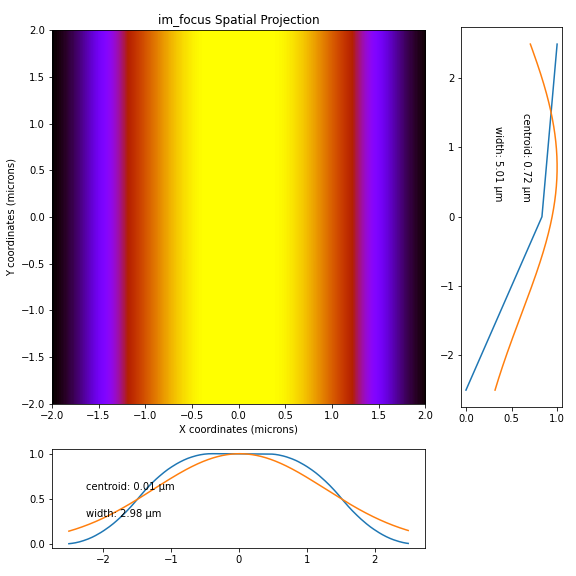 im_focus Spatial Projection
2.0
1.5
1.0
0.5
0.0
−0.5
−1.0
−1.5
−2.0
Y coordinates (microns)
−2.0 −1.5 −1.0 −0.5 0.0 0.5 1.0 1.5 2.0
X coordinates (microns)
2
1
0
−1
−2
centroid: 0.72 µm
width: 5.01 µm
0.0 0.5 1.0
1.0
0.5
0.0
centroid: 0.01 µm
width: 2.98 µm
−2 −1 0 1 2